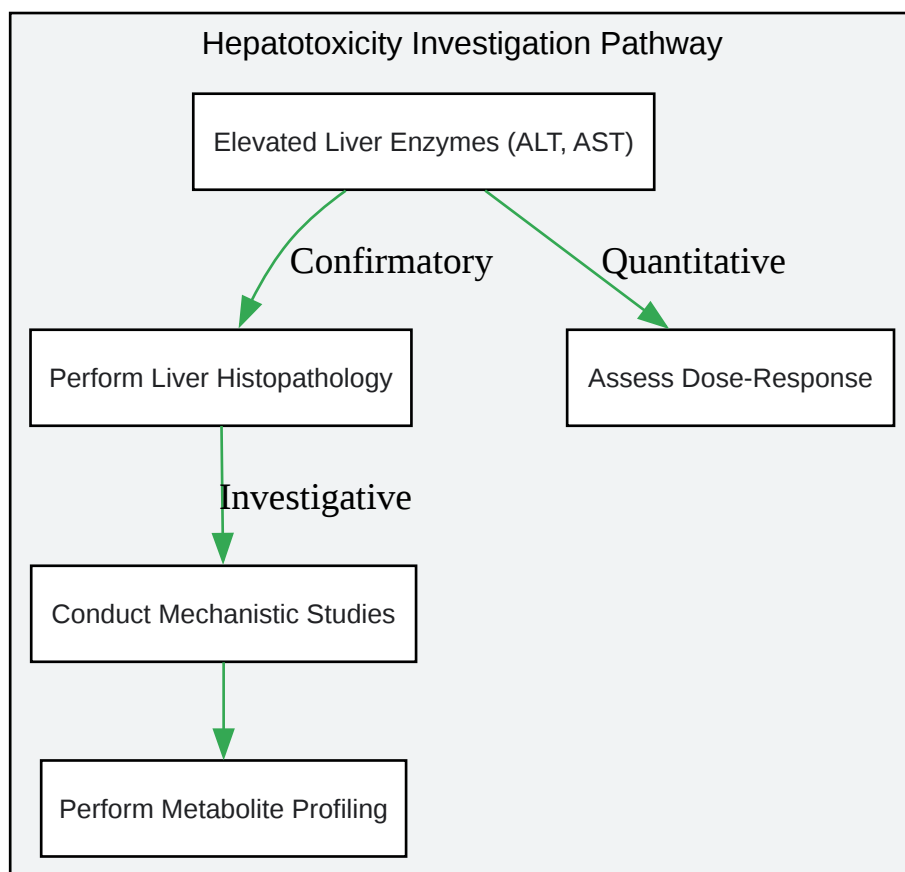 Hepatotoxicity Investigation Pathway
Elevated Liver Enzymes (ALT, AST)
Confirmatory
Quantitative
Perform Liver Histopathology
Assess Dose-Response
Investigative
Conduct Mechanistic Studies
Perform Metabolite Profiling